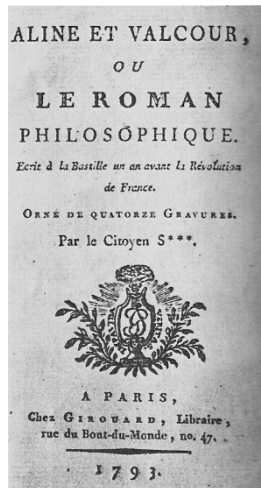 ALINE ET VALCOUR,
OU
LE ROMAN
PHILOSOPHIQUE.
Ecrit à la Bastille un an avant la Révolution
de France.
ORNÉ DE QUATORZE GRAVURES.
Par le Citoyen S***.
A PARIS,
Chez GIROUARD, Libraire,
rue du Bout-du-Monde, no. 47.
1793.